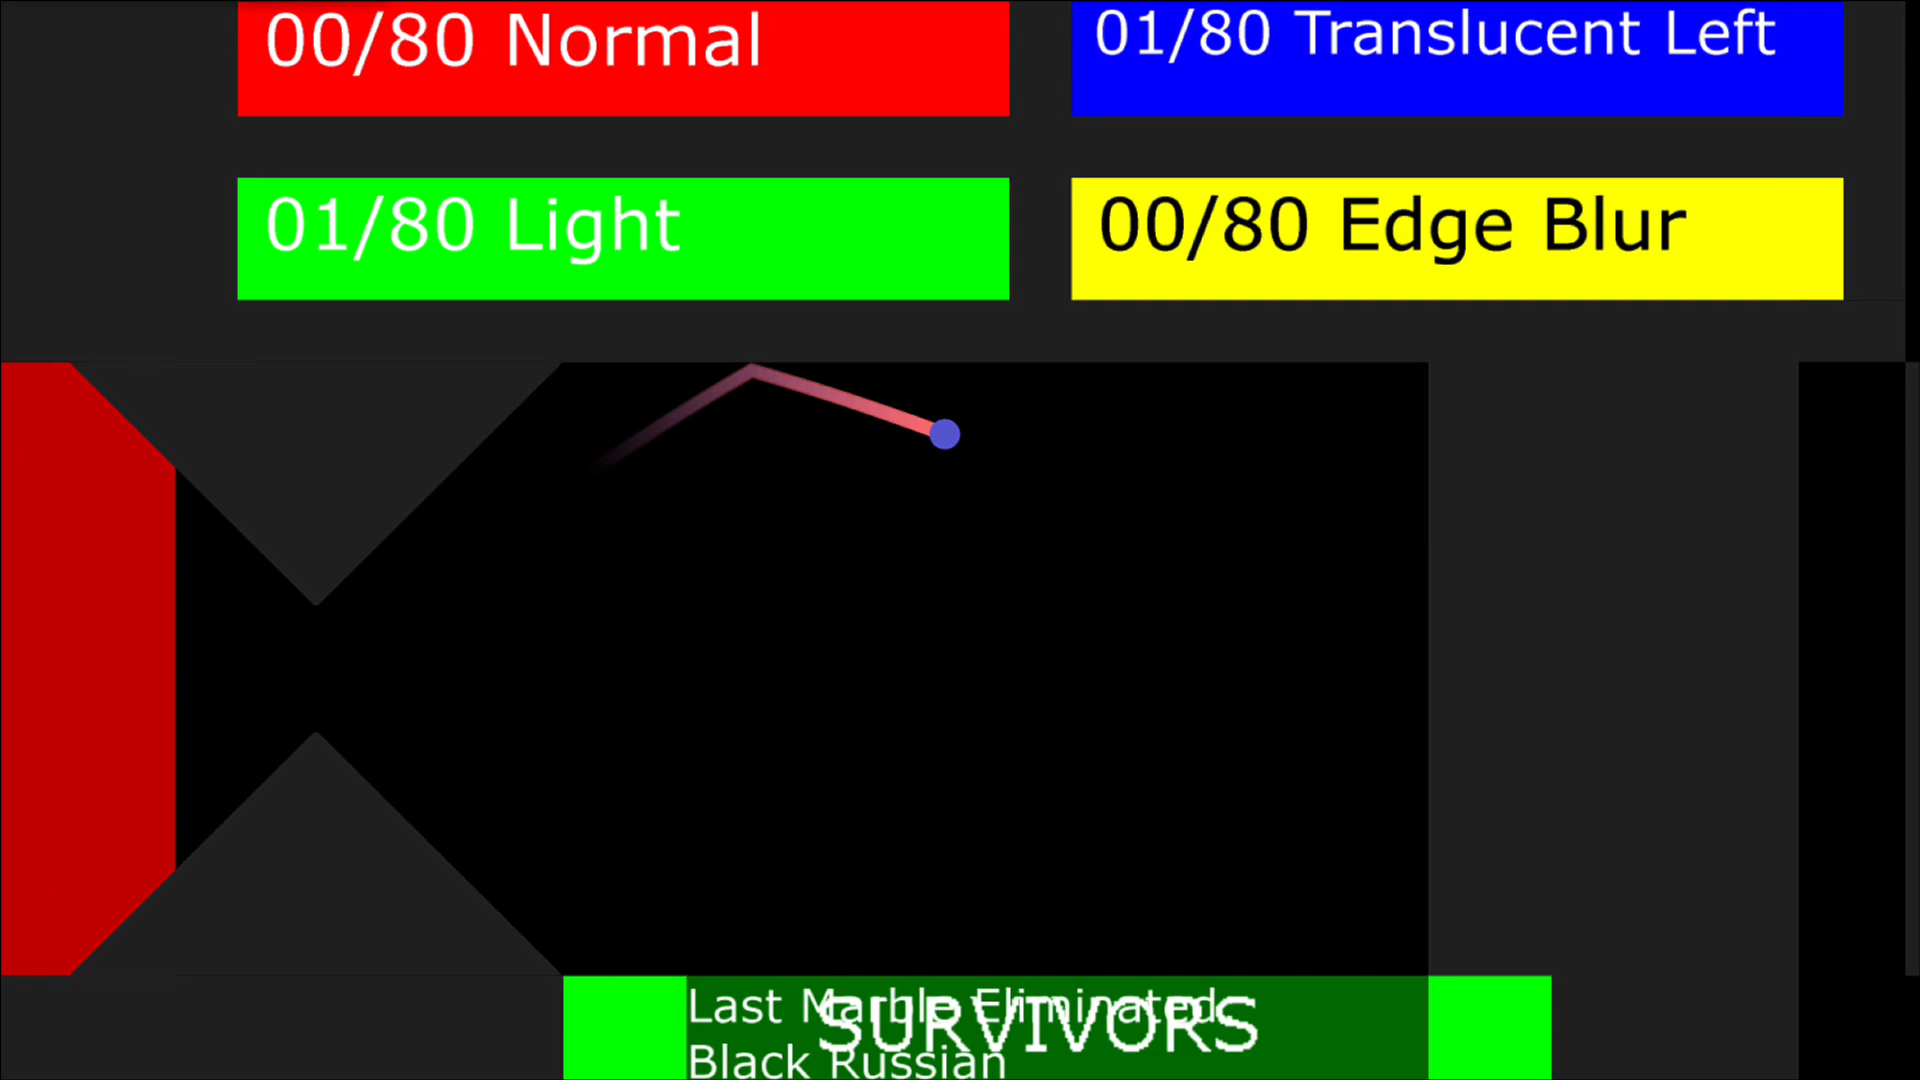 00/80 Normal
01/80 Translucent Left
01/80 Light
00/80 Edge Blur
Last Marble Eliminated
SURVIVORS
Black Russian